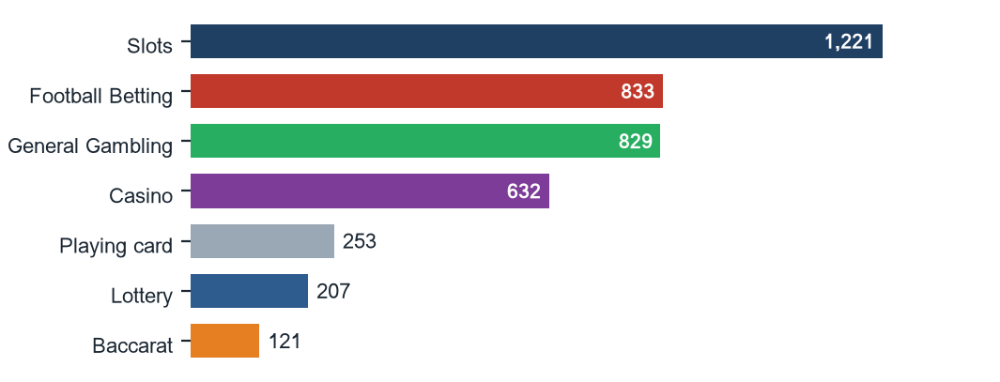 Slots 1,221
Football Betting 833
General Gambling 829
Casino 632
Playing card 253
Lottery 207
Baccarat 121